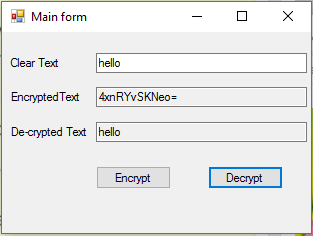 Main form
Clear Text hello
EncryptedText 4xnRYvSKNeo=
De-crypted Text hello
Encrypt Decrypt